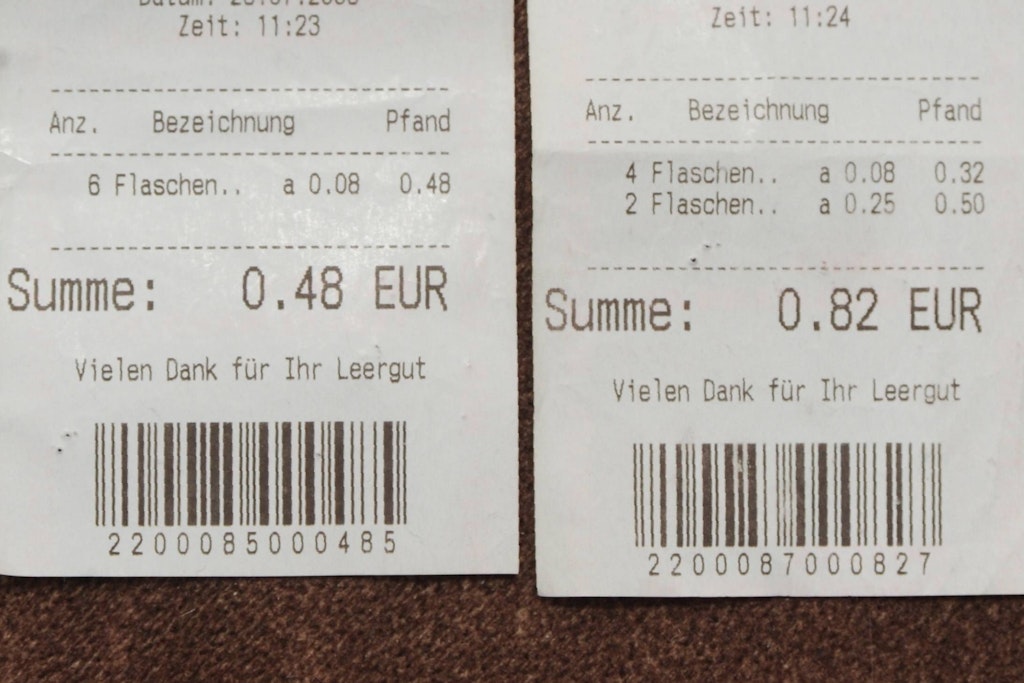 Zeit: 11:23
Anz. Bezeichnung Pfand
6 Flaschen.. a 0.08 0.48
Summe: 0.48 EUR
Vielen Dank für Ihr Leergut
2200085000485
Zeit: 11:24
Anz. Bezeichnung Pfand
4 Flaschen.. a 0.08 0.32
2 Flaschen.. a 0.25 0.50
Summe: 0.82 EUR
Vielen Dank für Ihr Leergut
2200087000827